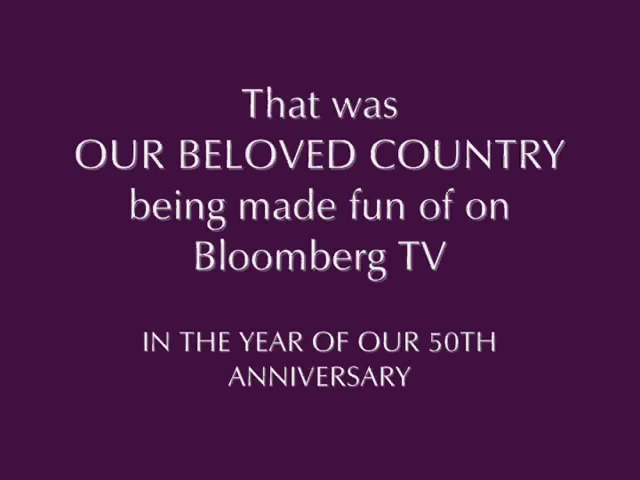 That was
OUR BELOVED COUNTRY
being made fun of on
Bloomberg TV
IN THE YEAR OF OUR 50TH
ANNIVERSARY